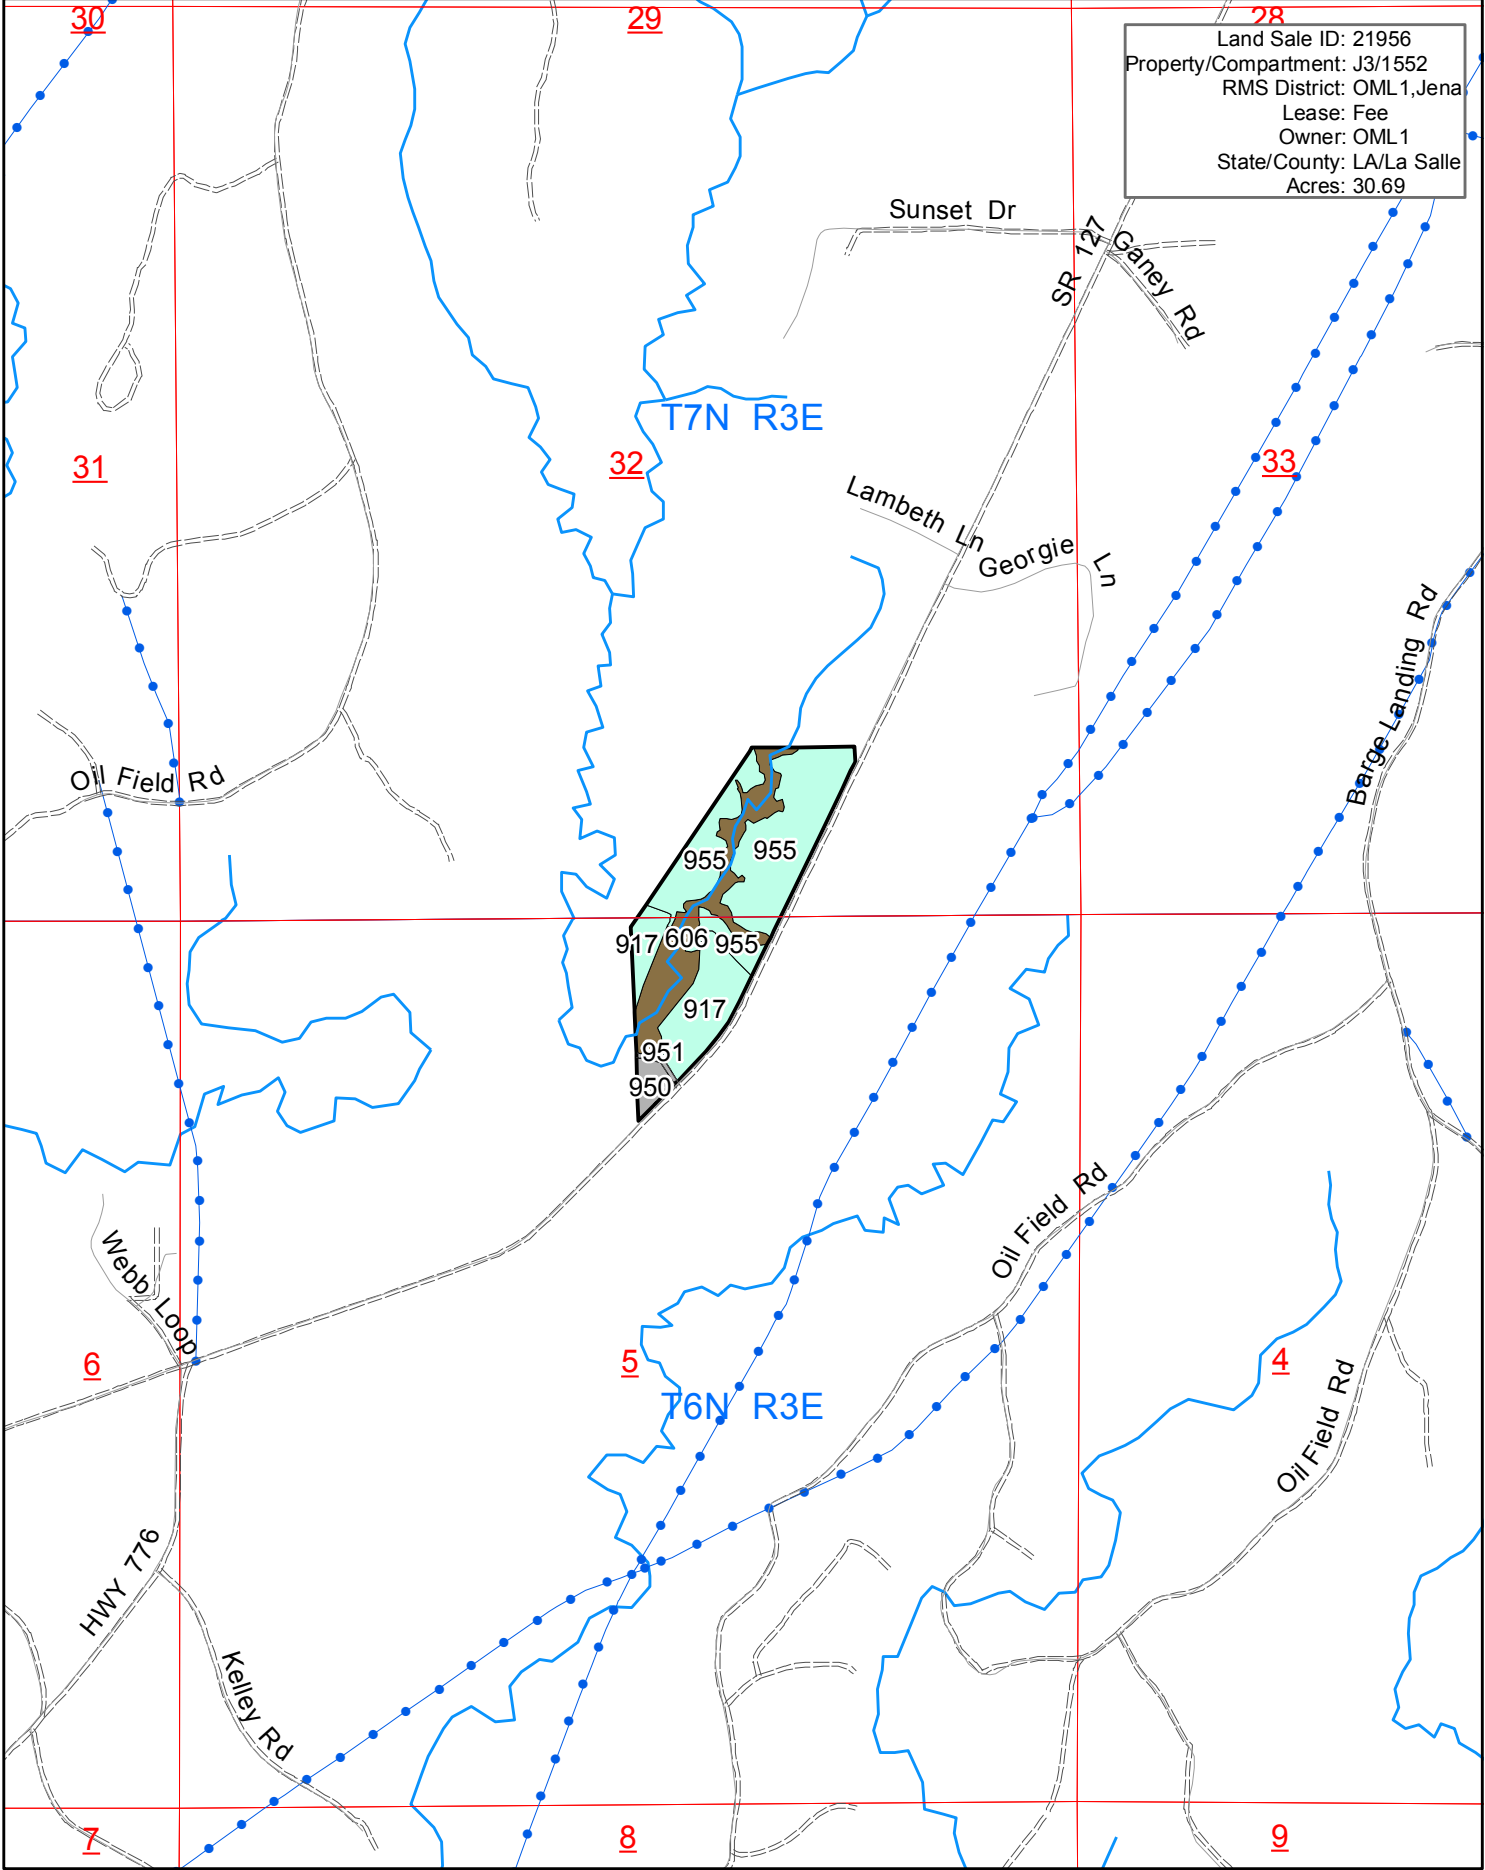 30
29
28
Land Sale ID: 21956
Property/Compartment: J3/1552
RMS District: OML1,Jena
Lease: Fee
Owner: OML1
State/County: LA/La Salle
Acres: 30.69
Sunset Dr
SR 127
Ganey Rd
T7N R3E
31
32
33
Lambeth Ln
Georgie Ln
Barge Landing Rd
Oil Field Rd
955
955
917
606
955
917
951
950
Oil Field Rd
Webb Loop
6
5
4
T6N R3E
Oil Field Rd
HWY 776
Kelley Rd
7
8
9